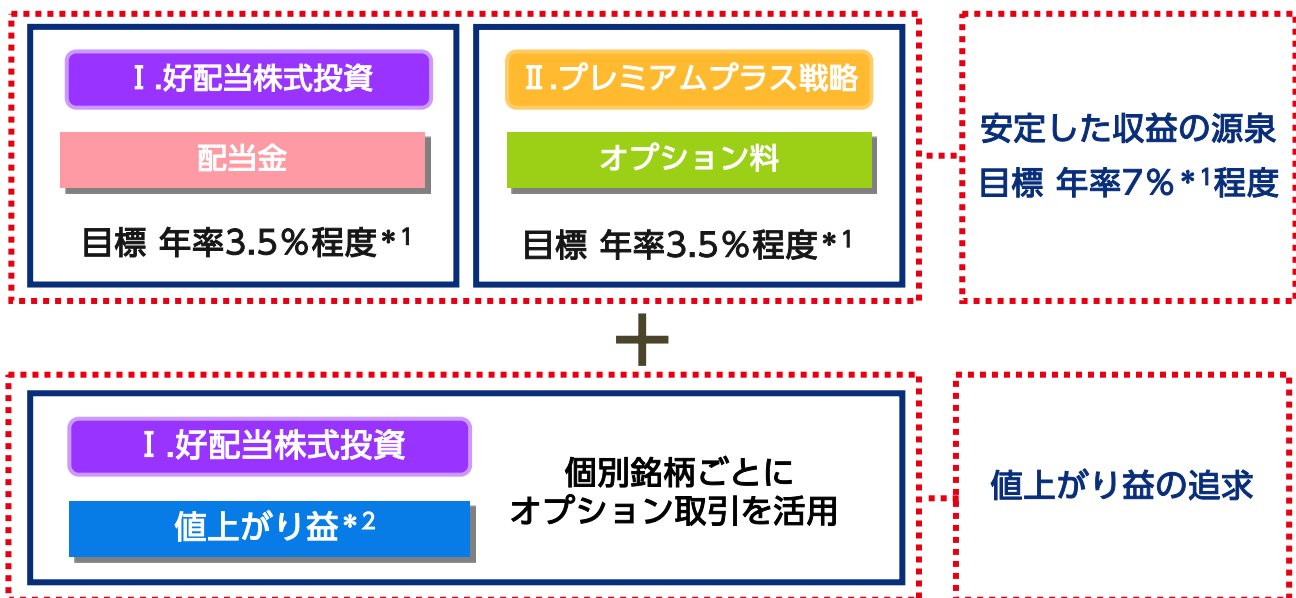 Ⅰ.好配当株式投資
配当金
目標 年率3.5%程度*1
Ⅱ.プレミアムプラス戦略
オプション料
目標 年率3.5%程度*1
安定した収益の源泉
目標 年率7%*1程度
+
Ⅰ.好配当株式投資
値上がり益*2
個別銘柄ごとに
オプション取引を活用
値上がり益の追求